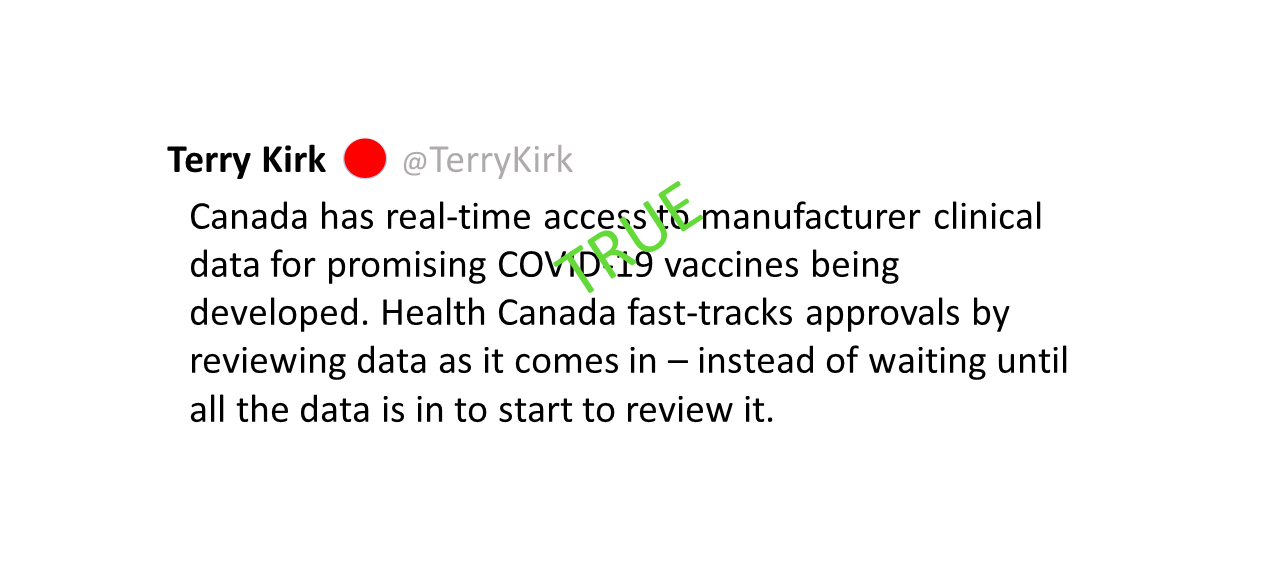 Terry Kirk @TerryKirk
Canada has real-time access to manufacturer clinical
data for promising COVID-19 vaccines being
developed. Health Canada fast-tracks approvals by
reviewing data as it comes in – instead of waiting until
all the data is in to start to review it.
TRUE